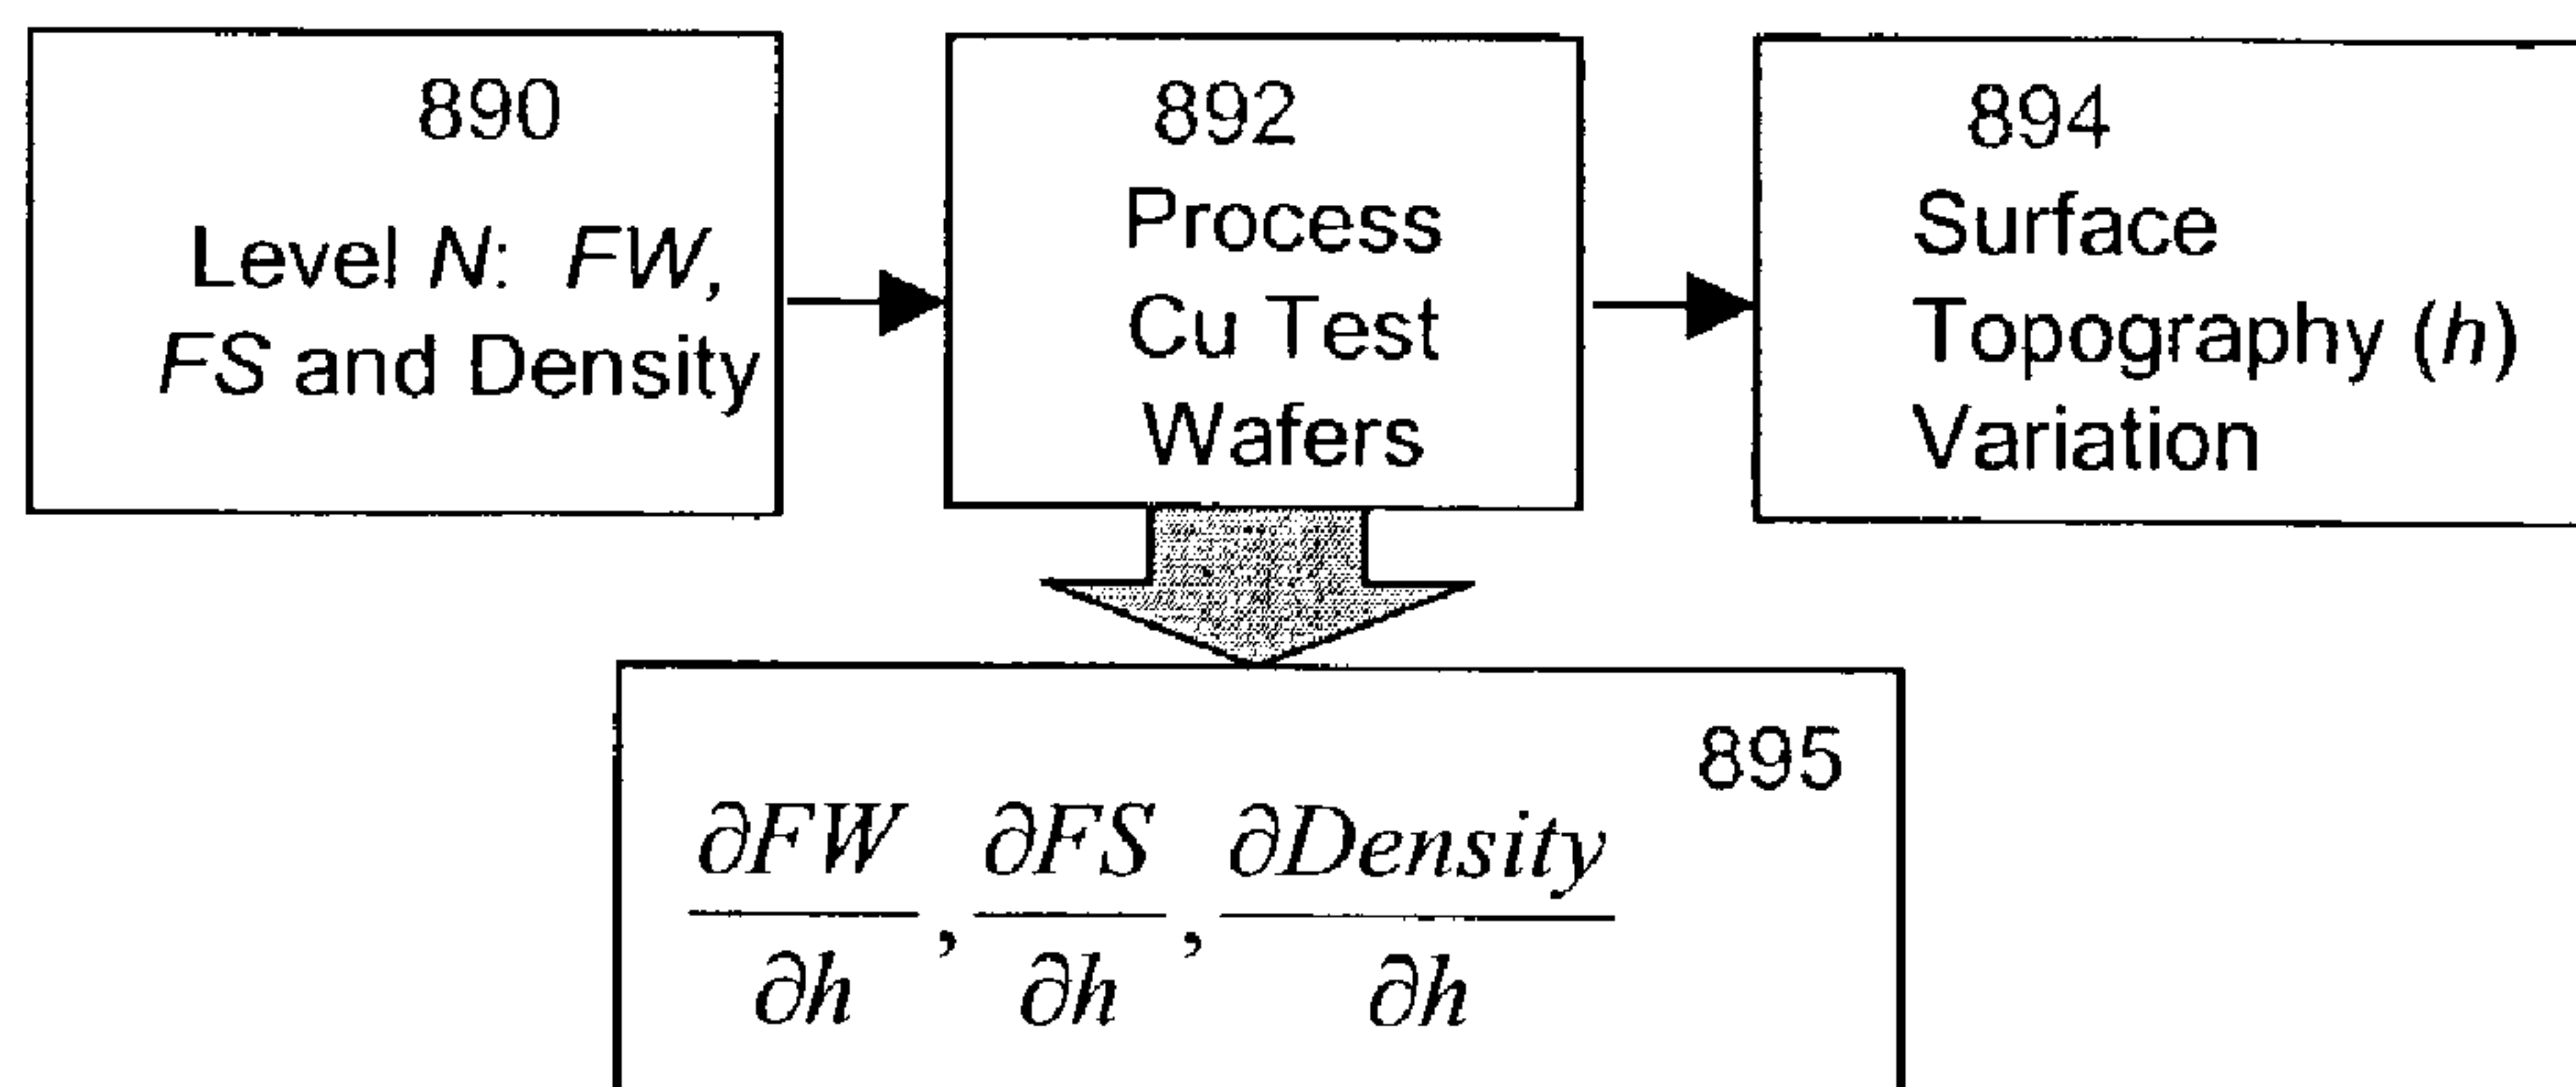 890
Level N: FW,
FS and Density
892
Process
Cu Test
Wafers
894
Surface
Topography (h)
Variation
895
∂FW/∂h, ∂FS/∂h, ∂Density/∂h